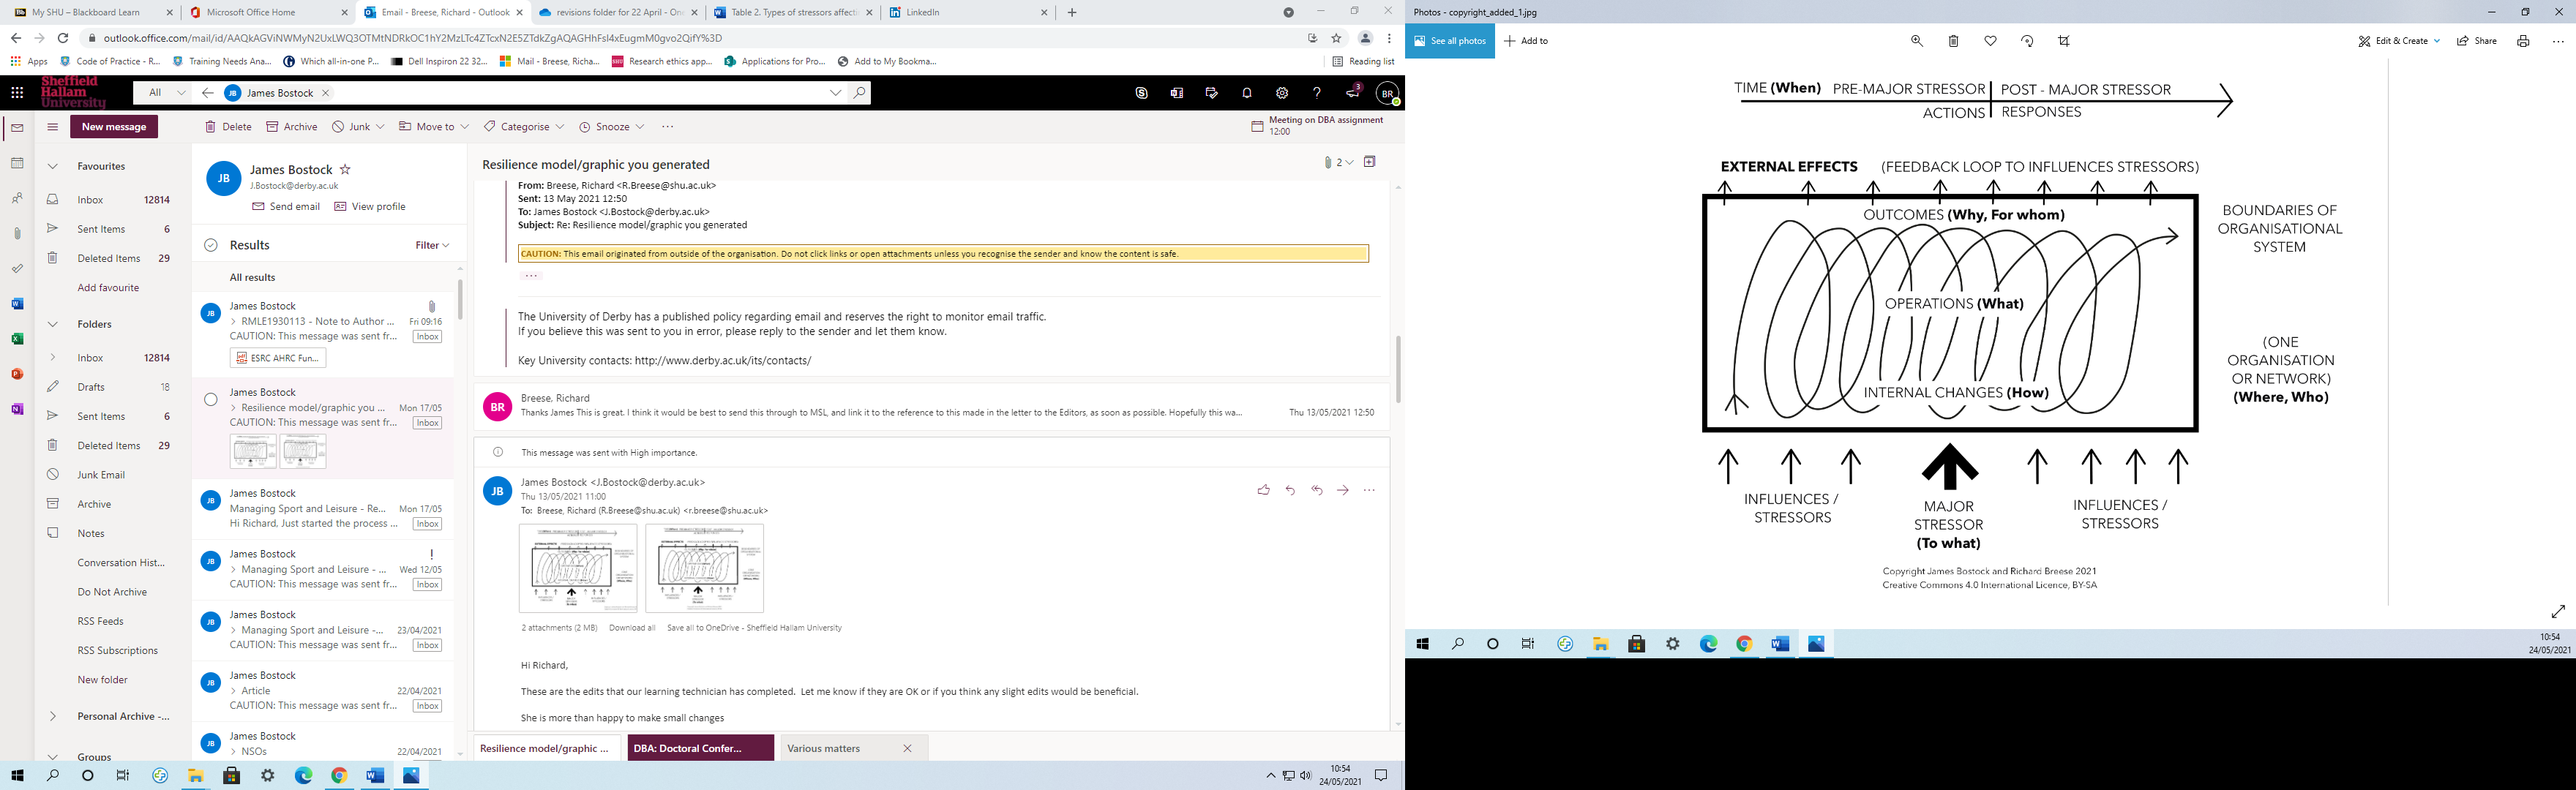 My SHU – Blackboard Learn
Microsoft Office Home
Email - Breese, Richard - Outlook
revisions folder for 22 April - On
Table 2. Types of stressors affecti
LinkedIn
outlook.office.com/mail/id/AAQkAGViNWMyN2UxLWQ3OTMtNDRkOC1hY2MzLTc4ZTcxN2E5ZTdkZgAQAGHhFsl4xEugmM0gvo2QifY%3D
Apps
Code of Practice - R...
Training Needs Ana...
Which all-in-one P...
Dell Inspiron 22 32...
Mail - Breese, Richa...
Research ethics app...
Applications for Pro...
Add to My Bookma...
Reading list
Sheffield
Hallam
University
All
JB James Bostock
3
BR
New message
Delete
Archive
Junk
Move to
Categorise
Snooze
Meeting on DBA assignment
12:00
Favourites
Inbox 12814
Sent Items 6
Deleted Items 29
Add favourite
Folders
Inbox 12814
Drafts 18
Sent Items 6
Deleted Items 29
Junk Email
Archive
Notes
Conversation Hist...
Do Not Archive
RSS Feeds
RSS Subscriptions
New folder
Personal Archive -...
Groups
JB
James Bostock
J.Bostock@derby.ac.uk
Send email
View profile
Results
Filter
All results
JB
James Bostock
RMLE1930113 - Note to Author ... Fri 09:16
CAUTION: This message was sent fr... Inbox
ESRC AHRC Fun...
James Bostock
Resilience model/graphic you ... Mon 17/05
CAUTION: This message was sent fr... Inbox
JB
James Bostock
Managing Sport and Leisure - Re... Mon 17/05
Hi Richard, Just started the process ... Inbox
JB
James Bostock
Managing Sport and Leisure - ... Wed 12/05
CAUTION: This message was sent fr... Inbox
JB
James Bostock
Managing Sport and Leisure -... 23/04/2021
CAUTION: This message was sent fr... Inbox
JB
James Bostock
Article 22/04/2021
CAUTION: This message was sent fr... Inbox
JB
James Bostock
NSOs 22/04/2021
Resilience model/graphic you generated
2
From: Breese, Richard <R.Breese@shu.ac.uk>
Sent: 13 May 2021 12:50
To: James Bostock <J.Bostock@derby.ac.uk>
Subject: Re: Resilience model/graphic you generated
CAUTION: This email originated from outside of the organisation. Do not click links or open attachments unless you recognise the sender and know the content is safe.
...
The University of Derby has a published policy regarding email and reserves the right to monitor email traffic.
If you believe this was sent to you in error, please reply to the sender and let them know.
Key University contacts: http://www.derby.ac.uk/its/contacts/
BR
Breese, Richard
Thanks James This is great. I think it would be best to send this through to MSL, and link it to the reference to this made in the letter to the Editors, as soon as possible. Hopefully this wa... Thu 13/05/2021 12:50
This message was sent with High importance.
JB
James Bostock <J.Bostock@derby.ac.uk>
Thu 13/05/2021 11:00
To: Breese, Richard (R.Breese@shu.ac.uk) <r.breese@shu.ac.uk>
2 attachments (2 MB) Download all Save all to OneDrive - Sheffield Hallam University
Hi Richard,
These are the edits that our learning technician has completed. Let me know if they are OK or if you think any slight edits would be beneficial.
She is more than happy to make small changes
Resilience model/graphic ...
DBA: Doctoral Confer...
Various matters
10:54
24/05/2021
Photos - copyright_added_1.jpg
See all photos
Add to
Edit & Create
Share
TIME (When) PRE-MAJOR STRESSOR POST - MAJOR STRESSOR
ACTIONS RESPONSES
EXTERNAL EFFECTS (FEEDBACK LOOP TO INFLUENCES STRESSORS)
OUTCOMES (Why, For whom)
OPERATIONS (What)
INTERNAL CHANGES (How)
BOUNDARIES OF
ORGANISATIONAL
SYSTEM
(ONE
ORGANISATION
OR NETWORK)
(Where, Who)
INFLUENCES /
STRESSORS
MAJOR
STRESSOR
(To what)
INFLUENCES /
STRESSORS
Copyright James Bostock and Richard Breese 2021
Creative Commons 4.0 International Licence, BY-SA
10:54
24/05/2021